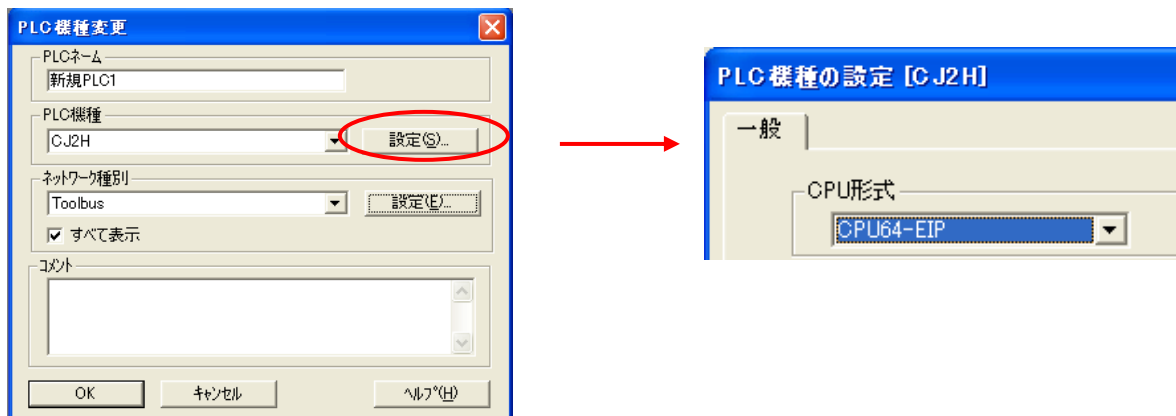 PLC機種変更
PLCネーム
新規PLC1
PLC機種
CJ2H
設定(S)...
ネットワーク種別
Toolbus
設定(E)...
すべて表示
コメント
OK
キャンセル
ヘルプ(H)
PLC機種の設定 [CJ2H]
一般
CPU形式
CPU64-EIP